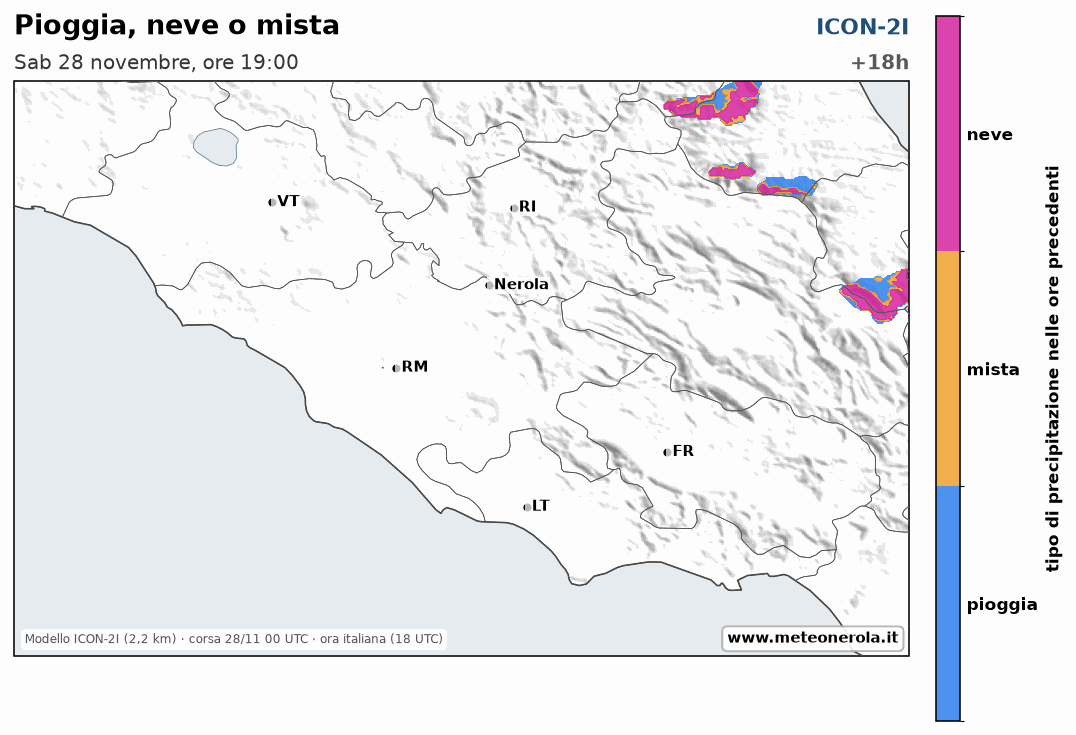 Pioggia, neve o mista
ICON-2I
Sab 28 novembre, ore 19:00
+18h
neve
mista
pioggia
tipo di precipitazione nelle ore precedenti
VT
RI
Nerola
RM
FR
LT
Modello ICON-2I (2,2 km) · corsa 28/11 00 UTC · ora italiana (18 UTC)
www.meteonerola.it